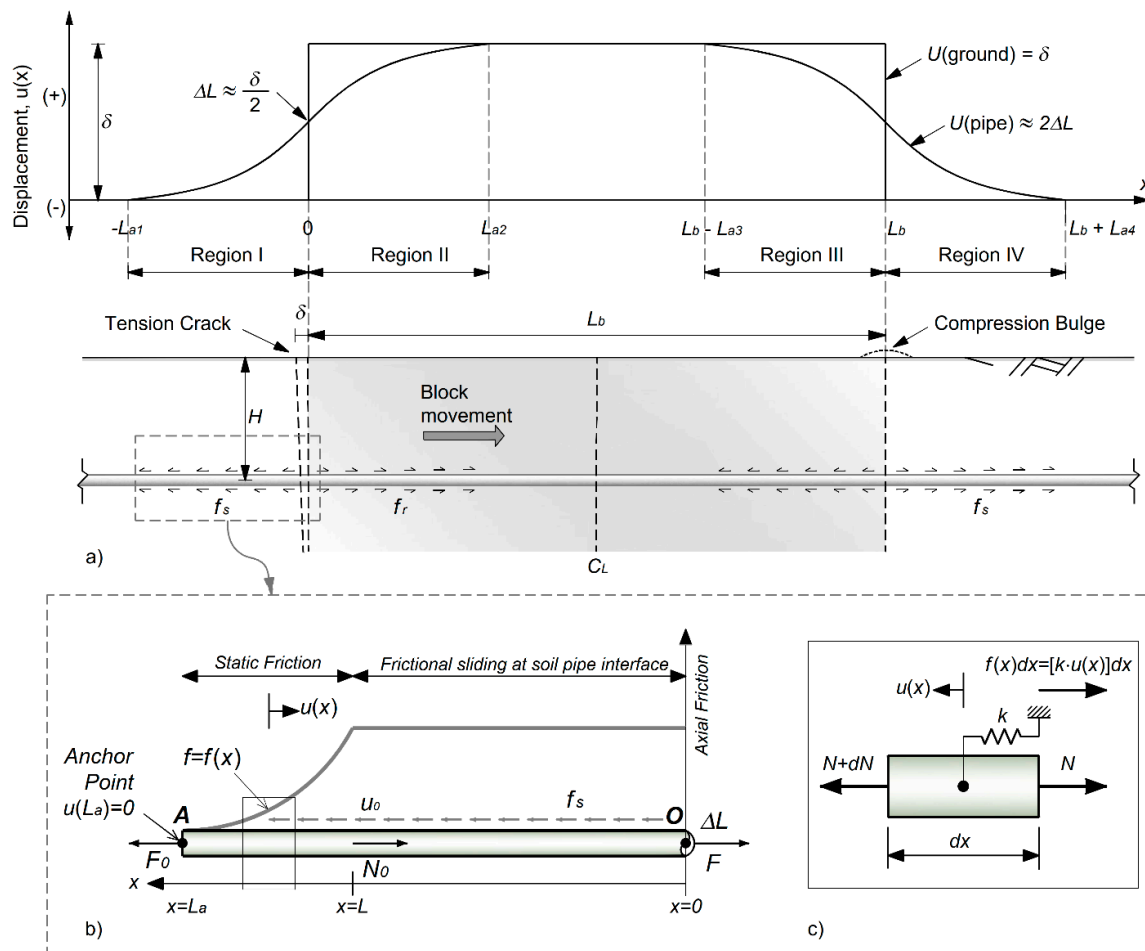 Displacement, u(x)
(+)
(-)
δ
ΔL ≈ δ/2
U(ground) = δ
U(pipe) ≈ 2ΔL
x
-La1
0
La2
Lb - La3
Lb
Lb + La4
Region I
Region II
Region III
Region IV
Tension Crack
δ
Lb
Compression Bulge
H
Block
movement
fs
fr
fs
a)
CL
Static Friction
Frictional sliding at soil pipe interface
Axial Friction
u(x)
f=f(x)
Anchor
Point
u(La)=0
A
u0
fs
O
ΔL
F0
N0
F
x
x=La
x=L
x=0
b)
f(x)dx=[k·u(x)]dx
u(x)
k
N+dN
N
dx
c)